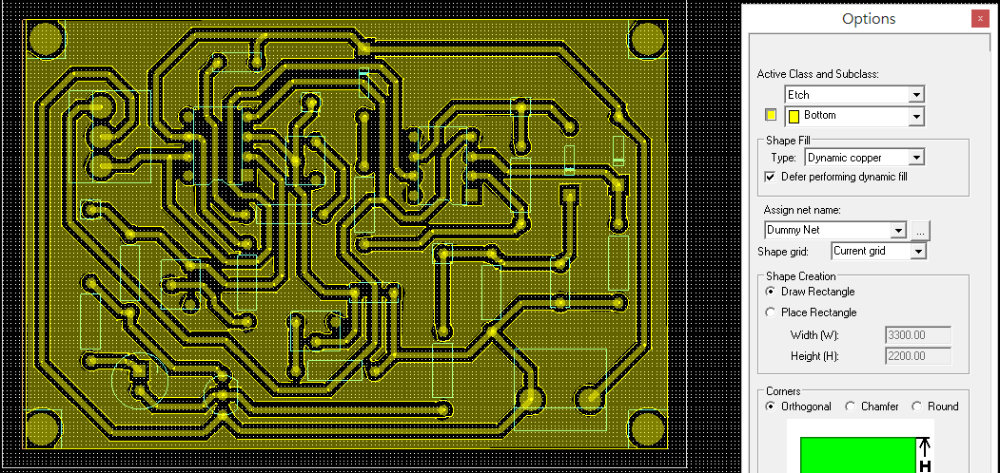 Options
x
Active Class and Subclass:
Etch
Bottom
Shape Fill
Type: Dynamic copper
Defer performing dynamic fill
Assign net name:
Dummy Net ...
Shape grid: Current grid
Shape Creation
Draw Rectangle
Place Rectangle
Width (W): 3300.00
Height (H): 2200.00
Corners
Orthogonal Chamfer Round
H